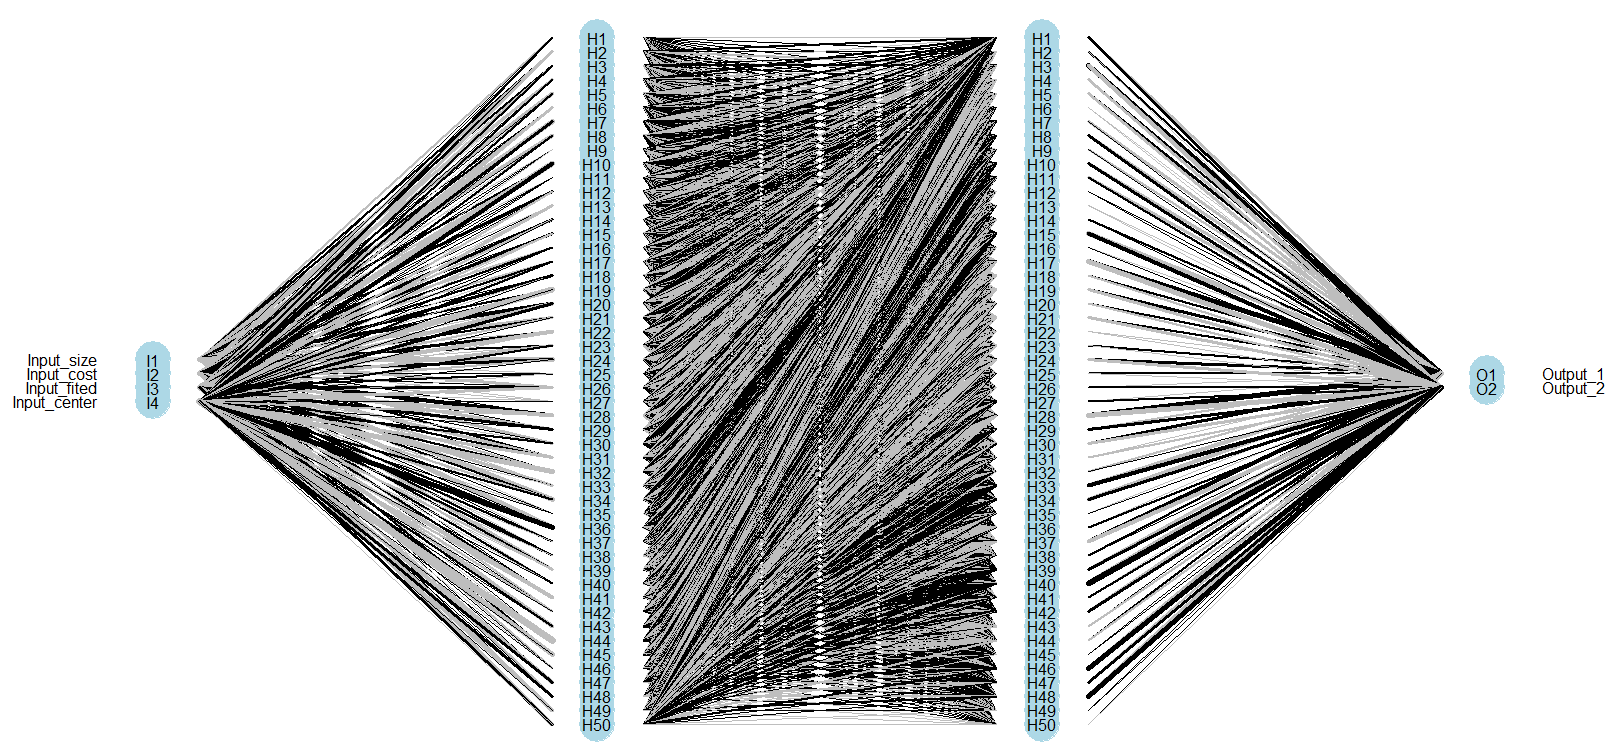 Input_size
Input_cost
Input_fited
Input_center
I1
I2
I3
I4
H1
H2
H3
H4
H5
H6
H7
H8
H9
H10
H11
H12
H13
H14
H15
H16
H17
H18
H19
H20
H21
H22
H23
H24
H25
H26
H27
H28
H29
H30
H31
H32
H33
H34
H35
H36
H37
H38
H39
H40
H41
H42
H43
H44
H45
H46
H47
H48
H49
H50
H1
H2
H3
H4
H5
H6
H7
H8
H9
H10
H11
H12
H13
H14
H15
H16
H17
H18
H19
H20
H21
H22
H23
H24
H25
H26
H27
H28
H29
H30
H31
H32
H33
H34
H35
H36
H37
H38
H39
H40
H41
H42
H43
H44
H45
H46
H47
H48
H49
H50
O1
O2
Output_1
Output_2